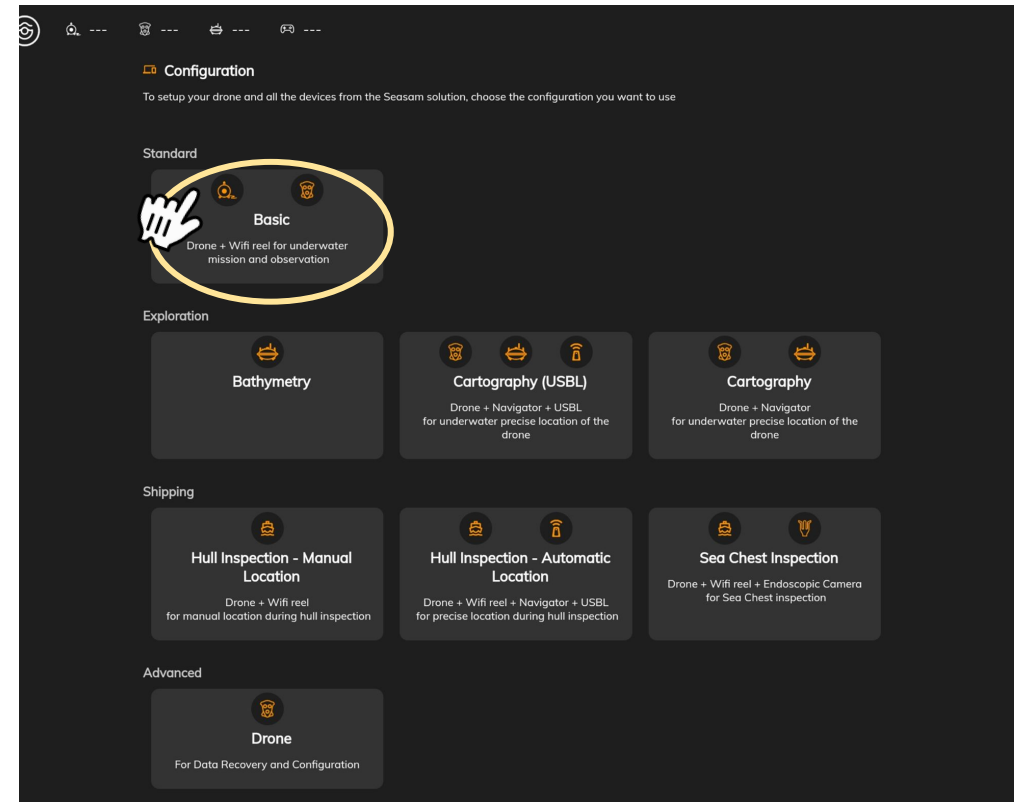 --- --- --- ---
Configuration
To setup your drone and all the devices from the Seasam solution, choose the configuration you want to use
Standard
Basic
Drone + Wifi reel for underwater
mission and observation
Exploration
Bathymetry
Cartography (USBL)
Drone + Navigator + USBL
for underwater precise location of the
drone
Cartography
Drone + Navigator
for underwater precise location of the
drone
Shipping
Hull Inspection - Manual
Location
Drone + Wifi reel
for manual location during hull inspection
Hull Inspection - Automatic
Location
Drone + Wifi reel + Navigator + USBL
for precise location during hull inspection
Sea Chest Inspection
Drone + Wifi reel + Endoscopic Camera
for Sea Chest inspection
Advanced
Drone
For Data Recovery and Configuration